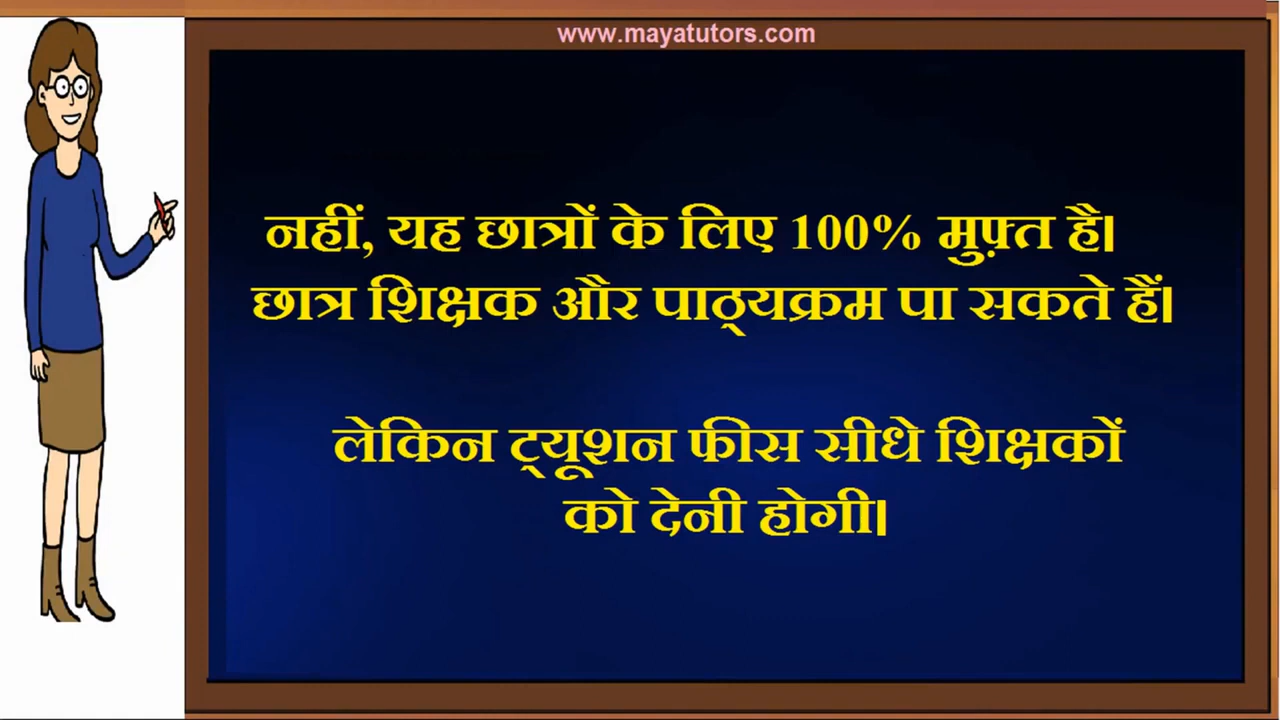 www.mayatutors.com
नहीं, यह छात्रों के लिए 100% मुफ़्त है।
छात्र शिक्षक और पाठ्यक्रम पा सकते हैं।
लेकिन ट्यूशन फीस सीधे शिक्षकों
को देनी होगी।